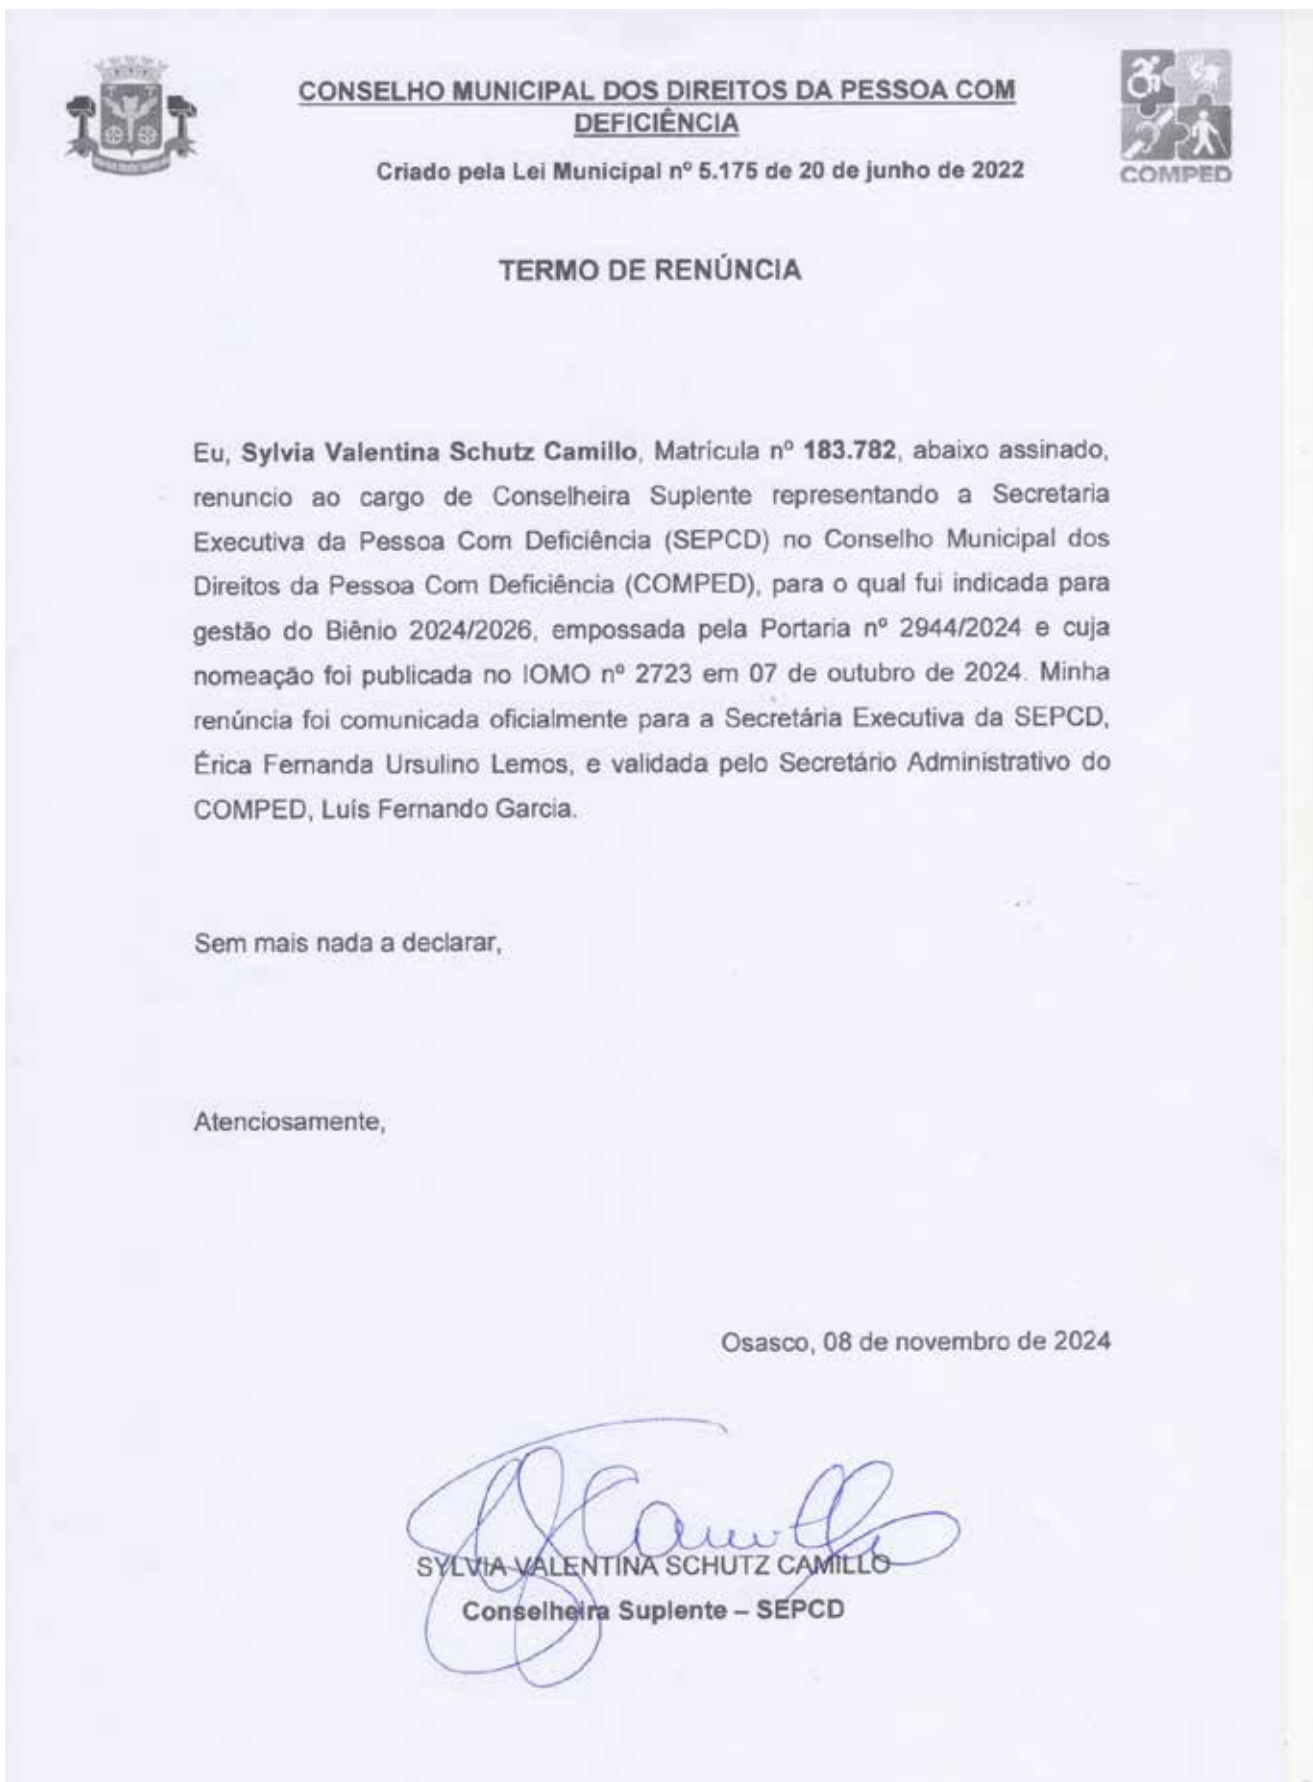 CONSELHO MUNICIPAL DOS DIREITOS DA PESSOA COM
DEFICIÊNCIA
Criado pela Lei Municipal nº 5.175 de 20 de junho de 2022
COMPED
TERMO DE RENÚNCIA
Eu, Sylvia Valentina Schutz Camillo, Matrícula nº 183.782, abaixo assinado,
renuncio ao cargo de Conselheira Suplente representando a Secretaria
Executiva da Pessoa Com Deficiência (SEPCD) no Conselho Municipal dos
Direitos da Pessoa Com Deficiência (COMPED), para o qual fui indicada para
gestão do Biênio 2024/2026, empossada pela Portaria nº 2944/2024 e cuja
nomeação foi publicada no IOMO nº 2723 em 07 de outubro de 2024. Minha
renúncia foi comunicada oficialmente para a Secretária Executiva da SEPCD,
Érica Fernanda Ursulino Lemos, e validada pelo Secretário Administrativo do
COMPED, Luís Fernando Garcia.
Sem mais nada a declarar,
Atenciosamente,
Osasco, 08 de novembro de 2024
SYLVIA VALENTINA SCHUTZ CAMILLO
Conselheira Suplente – SEPCD